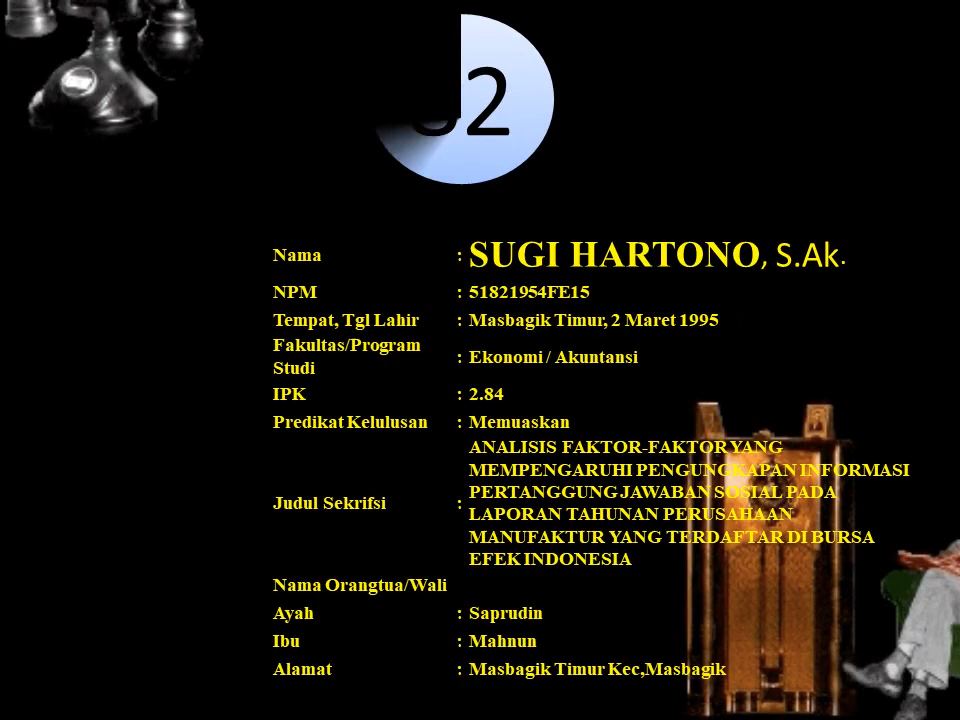 Nama : SUGI HARTONO, S.Ak.
NPM : 51821954FE15
Tempat, Tgl Lahir : Masbagik Timur, 2 Maret 1995
Fakultas/Program
Studi : Ekonomi / Akuntansi
IPK : 2.84
Predikat Kelulusan : Memuaskan
Judul Sekrifsi : ANALISIS FAKTOR-FAKTOR YANG
MEMPENGARUHI PENGUNGKAPAN INFORMASI
PERTANGGUNG JAWABAN SOSIAL PADA
LAPORAN TAHUNAN PERUSAHAAN
MANUFAKTUR YANG TERDAFTAR DI BURSA
EFEK INDONESIA
Nama Orangtua/Wali
Ayah : Saprudin
Ibu : Mahnun
Alamat : Masbagik Timur Kec,Masbagik